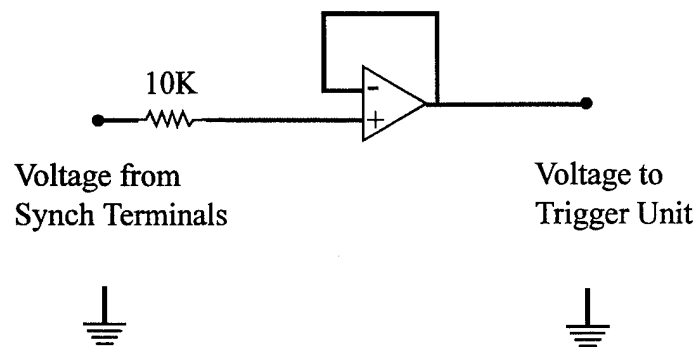 10K
-
+
Voltage from
Synch Terminals
Voltage to
Trigger Unit